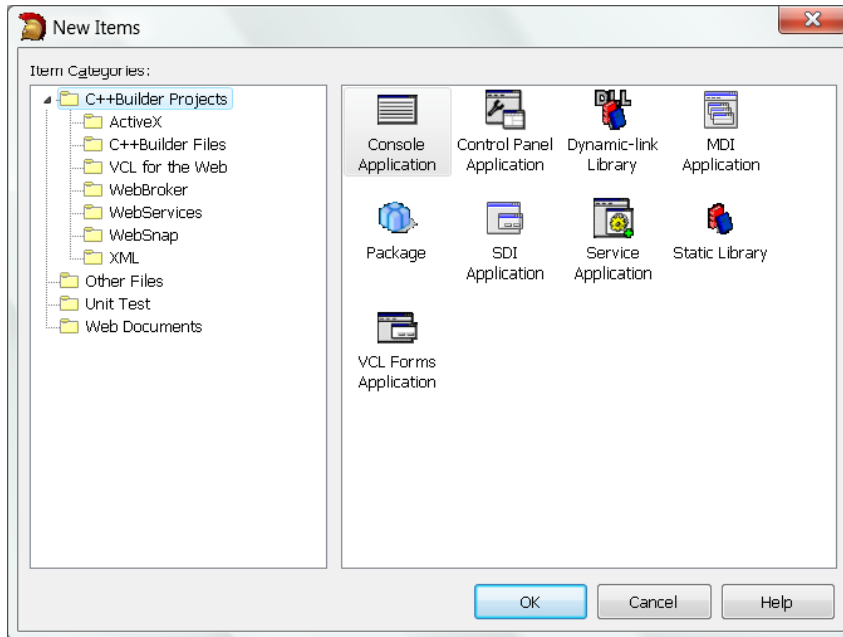 New Items
Item Categories:
C++Builder Projects
ActiveX
C++Builder Files
VCL for the Web
WebBroker
WebServices
WebSnap
XML
Other Files
Unit Test
Web Documents
Console
Application
Control Panel
Application
DLL
Dynamic-link
Library
MDI
Application
Package
SDI
Application
Service
Application
Static Library
VCL Forms
Application
OK
Cancel
Help